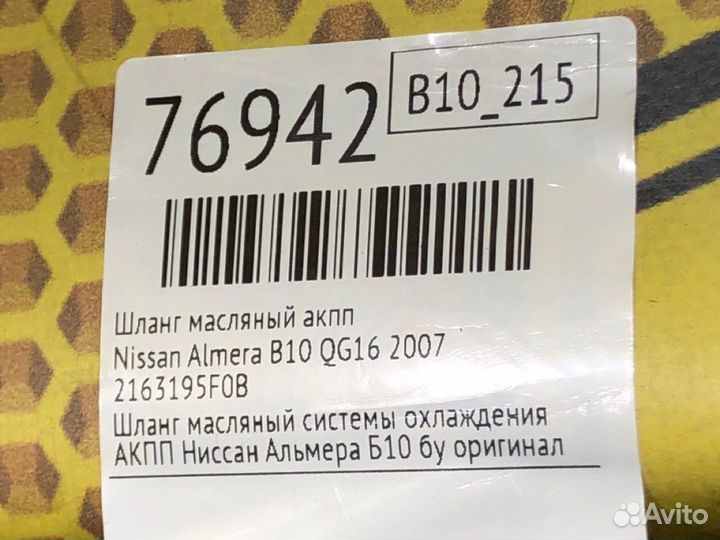 76942
B10_215
Шланг масляный акпп
Nissan Almera B10 QG16 2007
2163195F0B
Шланг масляный системы охлаждения
АКПП Ниссан Альмера Б10 бу оригинал
Avito